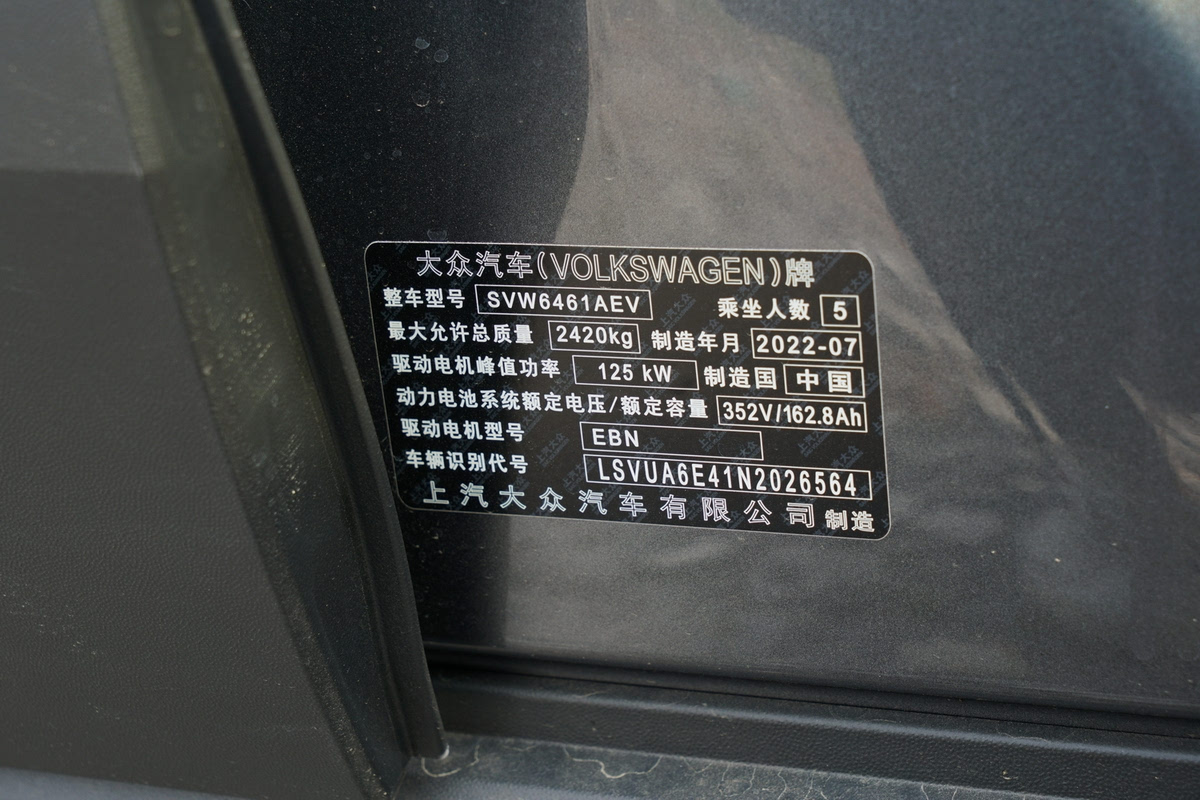 大众汽车(VOLKSWAGEN)牌
整车型号 SVW6461AEV 乘坐人数 5
最大允许总质量 2420kg 制造年月 2022-07
驱动电机峰值功率 125 kW 制造国 中国
动力电池系统额定电压/额定容量 352V/162.8Ah
驱动电机型号 EBN
车辆识别代号 LSVUA6E41N2026564
上汽大众汽车有限公司 制造